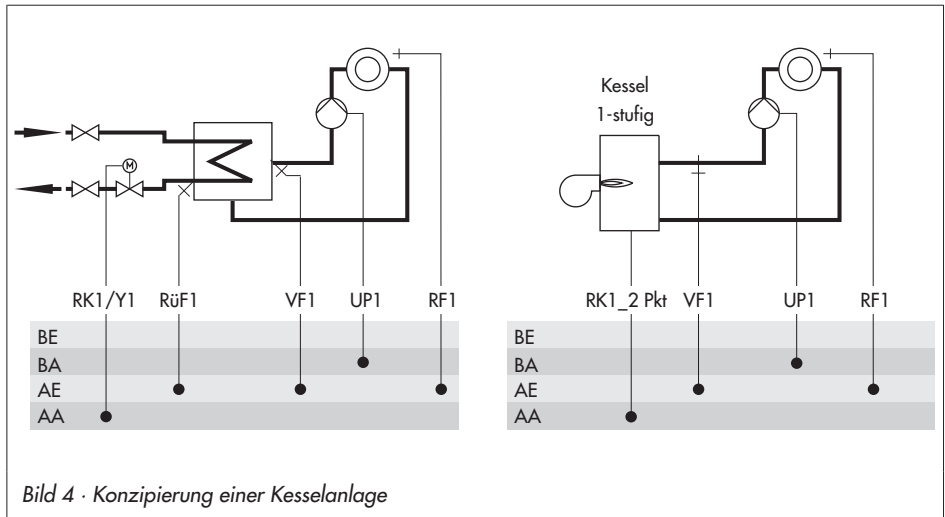 Kessel
1-stufig
M
RK1/Y1 RüF1 VF1 UP1 RF1
BE
BA
AE
AA
RK1_2 Pkt VF1 UP1 RF1
BE
BA
AE
AA
Bild 4 · Konzipierung einer Kesselanlage